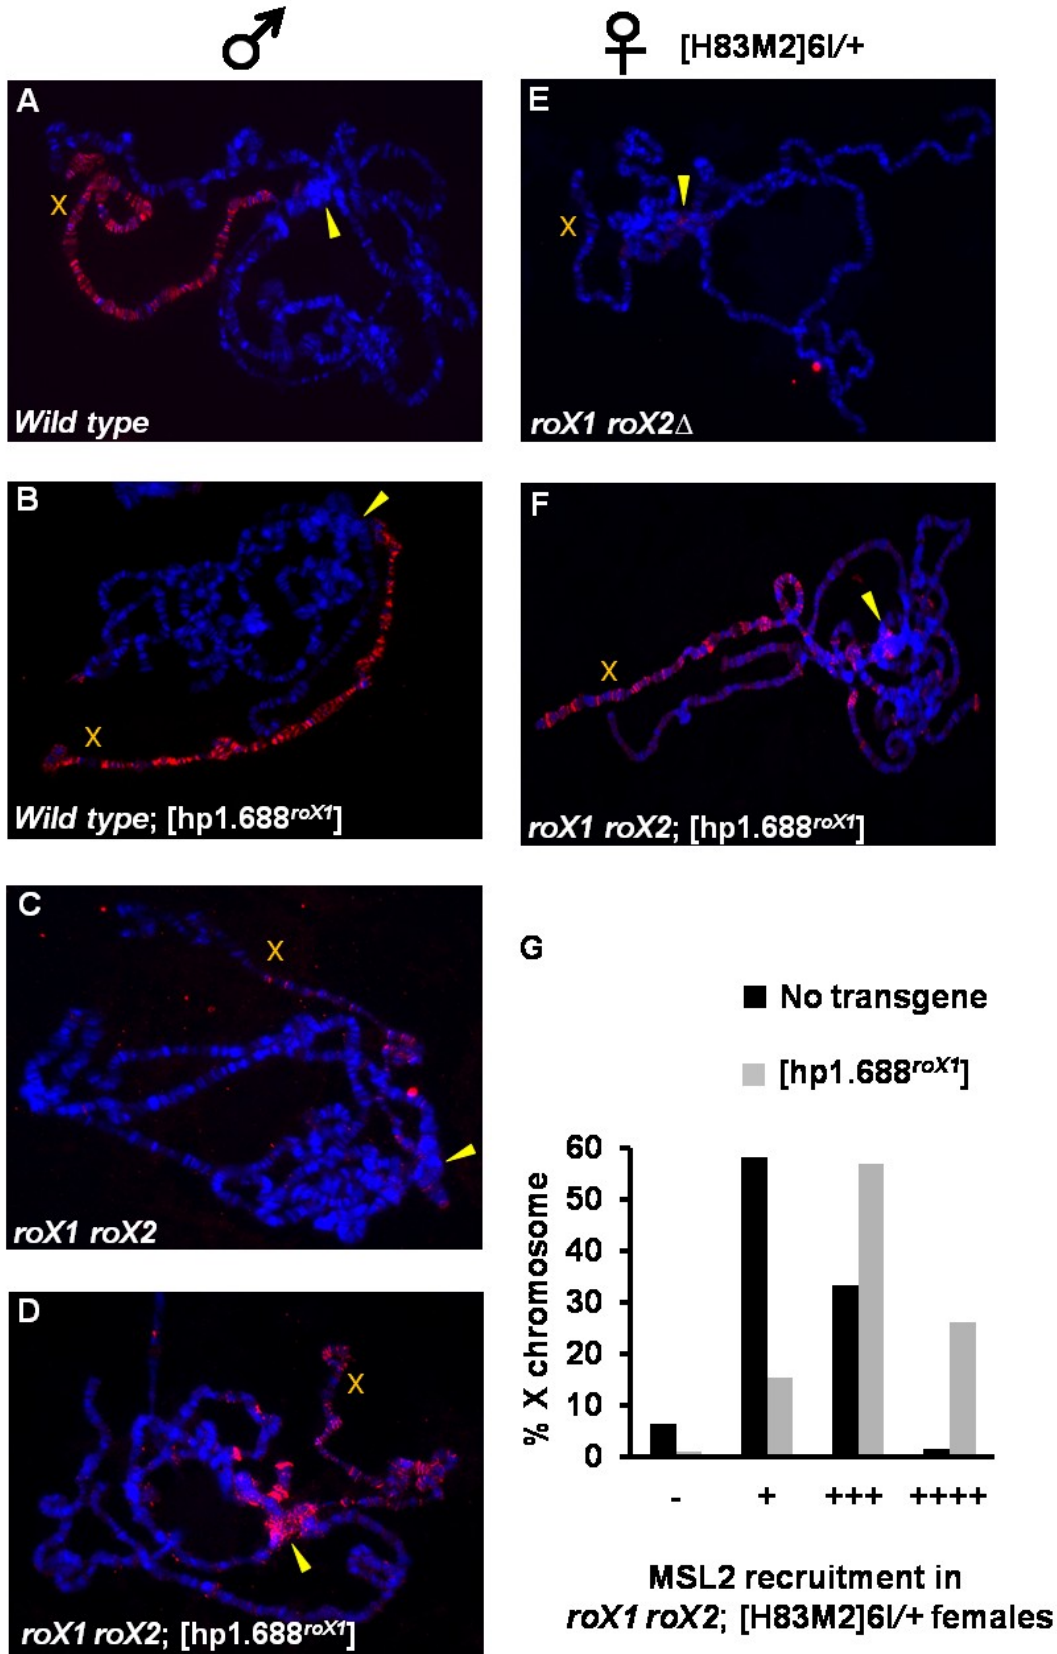 ♂
♀ [H83M2]6I/+
A
X
Wild type
E
X
roX1 roX2Δ
B
X
Wild type; [hp1.688roX1]
F
X
roX1 roX2; [hp1.688roX1]
C
X
roX1 roX2
D
X
roX1 roX2; [hp1.688roX1]
G
No transgene
[hp1.688roX1]
% X chromosome
60
50
40
30
20
10
0
- + +++ ++++
MSL2 recruitment in
roX1 roX2; [H83M2]6I/+ females